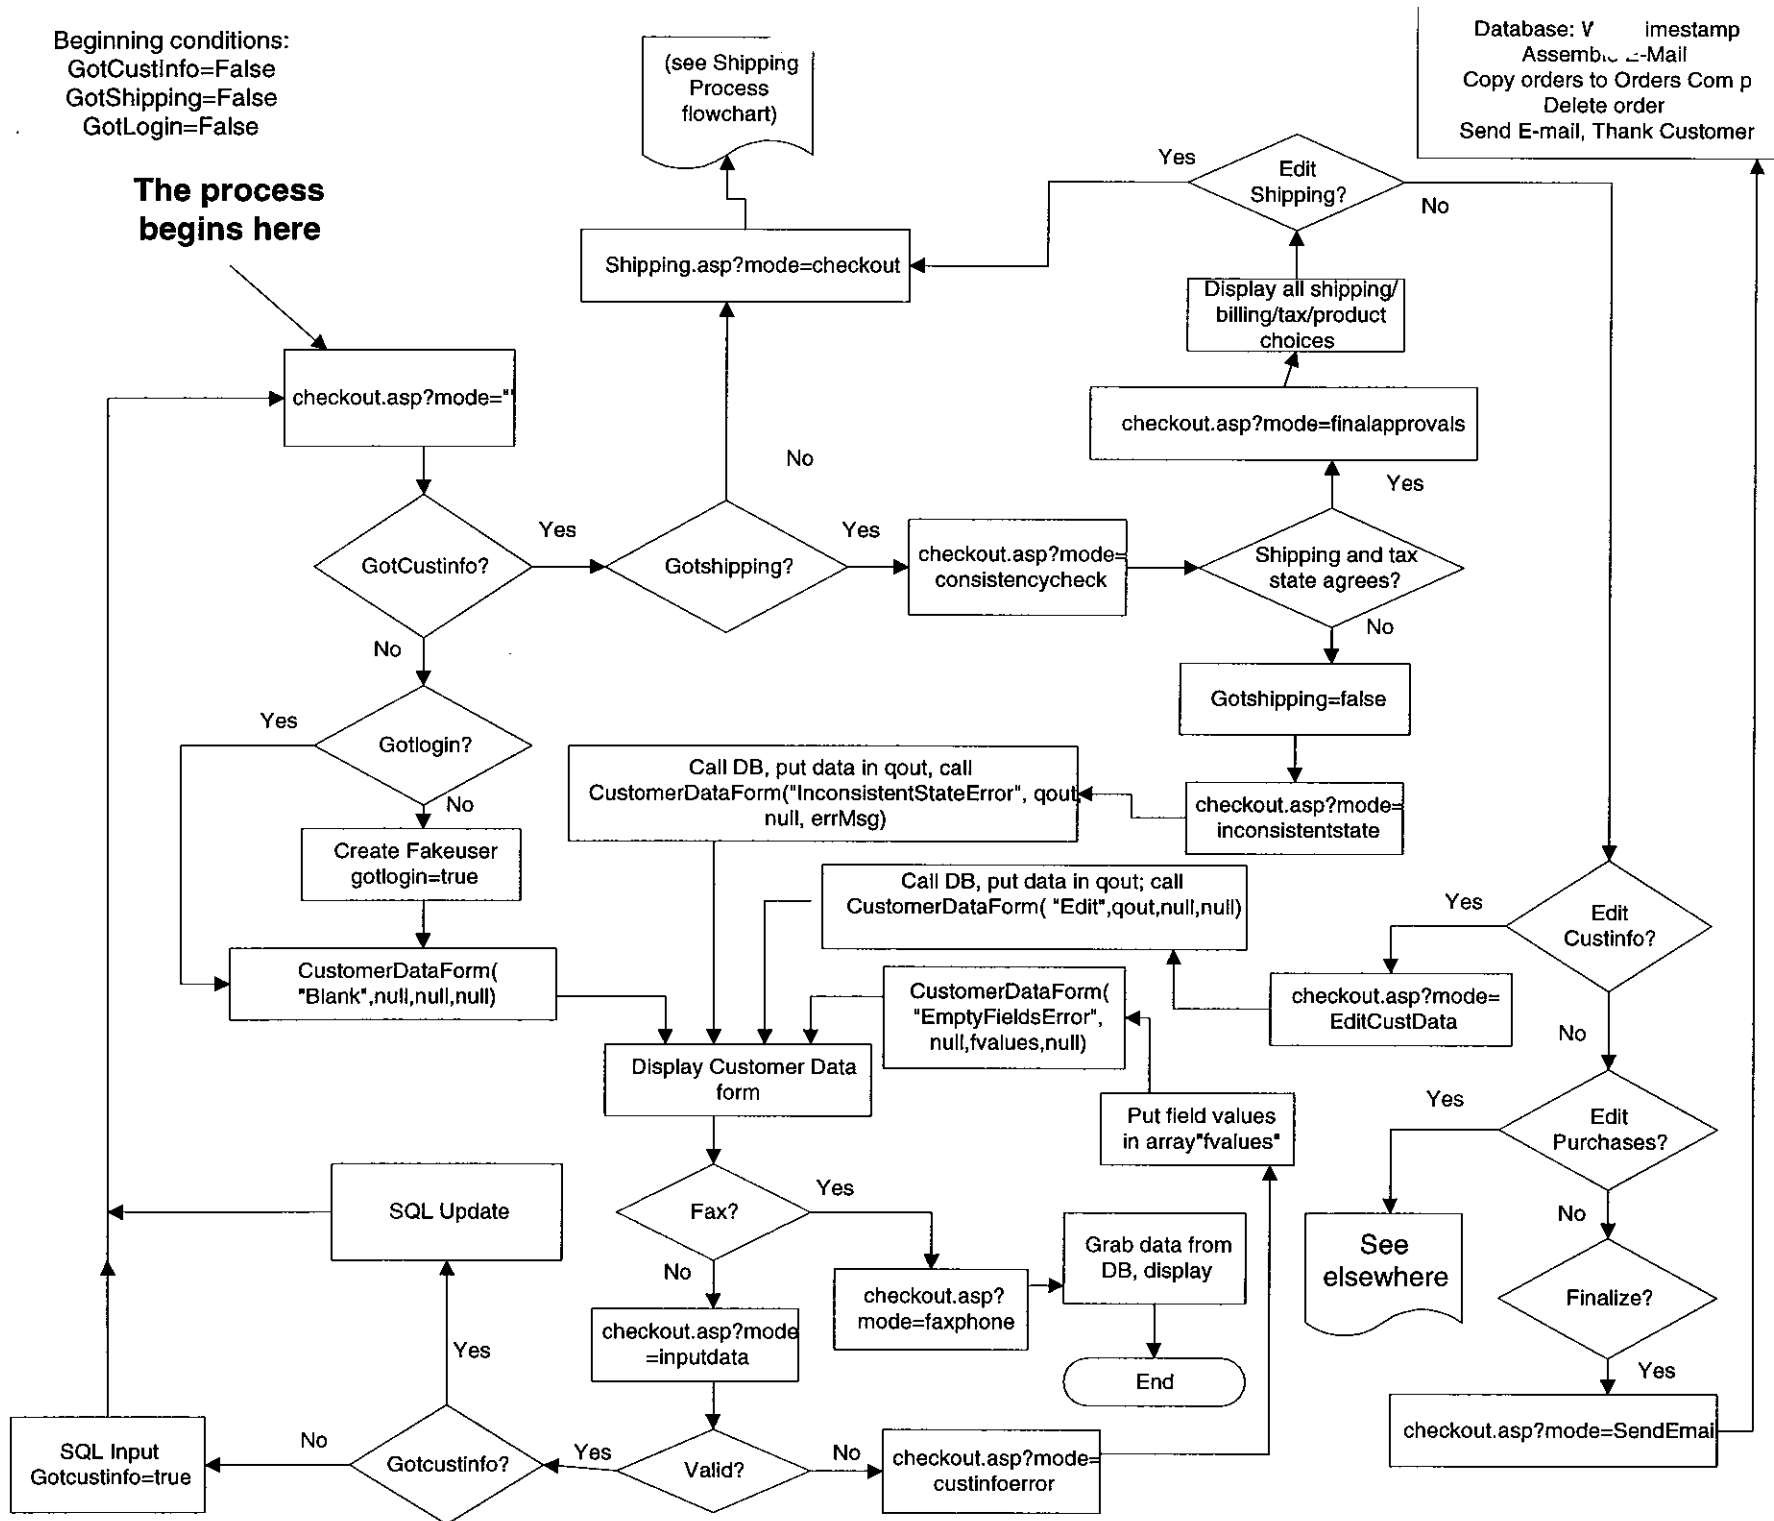 Beginning conditions:
GotCustInfo=False
GotShipping=False
GotLogin=False
The process
begins here
(see Shipping
Process
flowchart)
Database:
Assemble E-Mail
Copy orders to Orders Com p
Delete order
Send E-mail, Thank Customer
Yes
Edit
Shipping?
No
Shipping.asp?mode=checkout
Display all shipping/
billing/tax/product
choices
checkout.asp?mode=""
checkout.asp?mode=finalapprovals
No
Yes
GotCustinfo?
Yes
Gotshipping?
Yes
checkout.asp?mode=
consistencycheck
Shipping and tax
state agrees?
No
No
Gotshipping=false
Yes
Gotlogin?
No
Call DB, put data in qout, call
CustomerDataForm("InconsistentStateError", qout,
null, errMsg)
checkout.asp?mode=
inconsistentstate
Create Fakeuser
gotlogin=true
Call DB, put data in qout; call
CustomerDataForm( "Edit",qout,null,null)
Yes
Edit
Custinfo?
No
CustomerDataForm(
"Blank",null,null,null)
CustomerDataForm(
"EmptyFieldsError",
null,fvalues,null)
checkout.asp?mode=
EditCustData
Display Customer Data
form
Put field values
in array"fvalues"
Yes
Edit
Purchases?
No
SQL Update
Fax?
Yes
No
Grab data from
DB, display
See
elsewhere
Finalize?
Yes
checkout.asp?
mode=faxphone
checkout.asp?mode
=inputdata
End
Yes
checkout.asp?mode=SendEmai
SQL Input
Gotcustinfo=true
No
Gotcustinfo?
Yes
Valid?
No
checkout.asp?mode=
custinfoerror